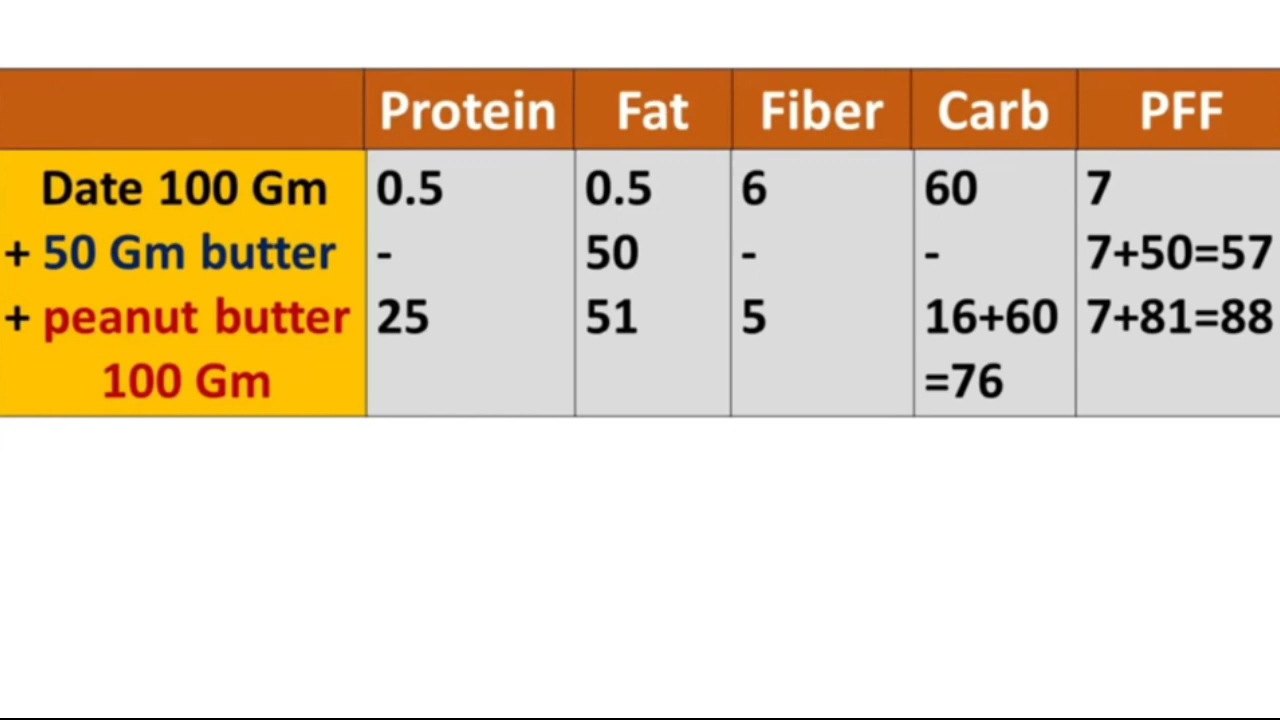 Protein Fat Fiber Carb PFF
Date 100 Gm 0.5 0.5 6 60 7
+ 50 Gm butter - 50 - - 7+50=57
+ peanut butter 25 51 5 16+60 7+81=88
100 Gm =76